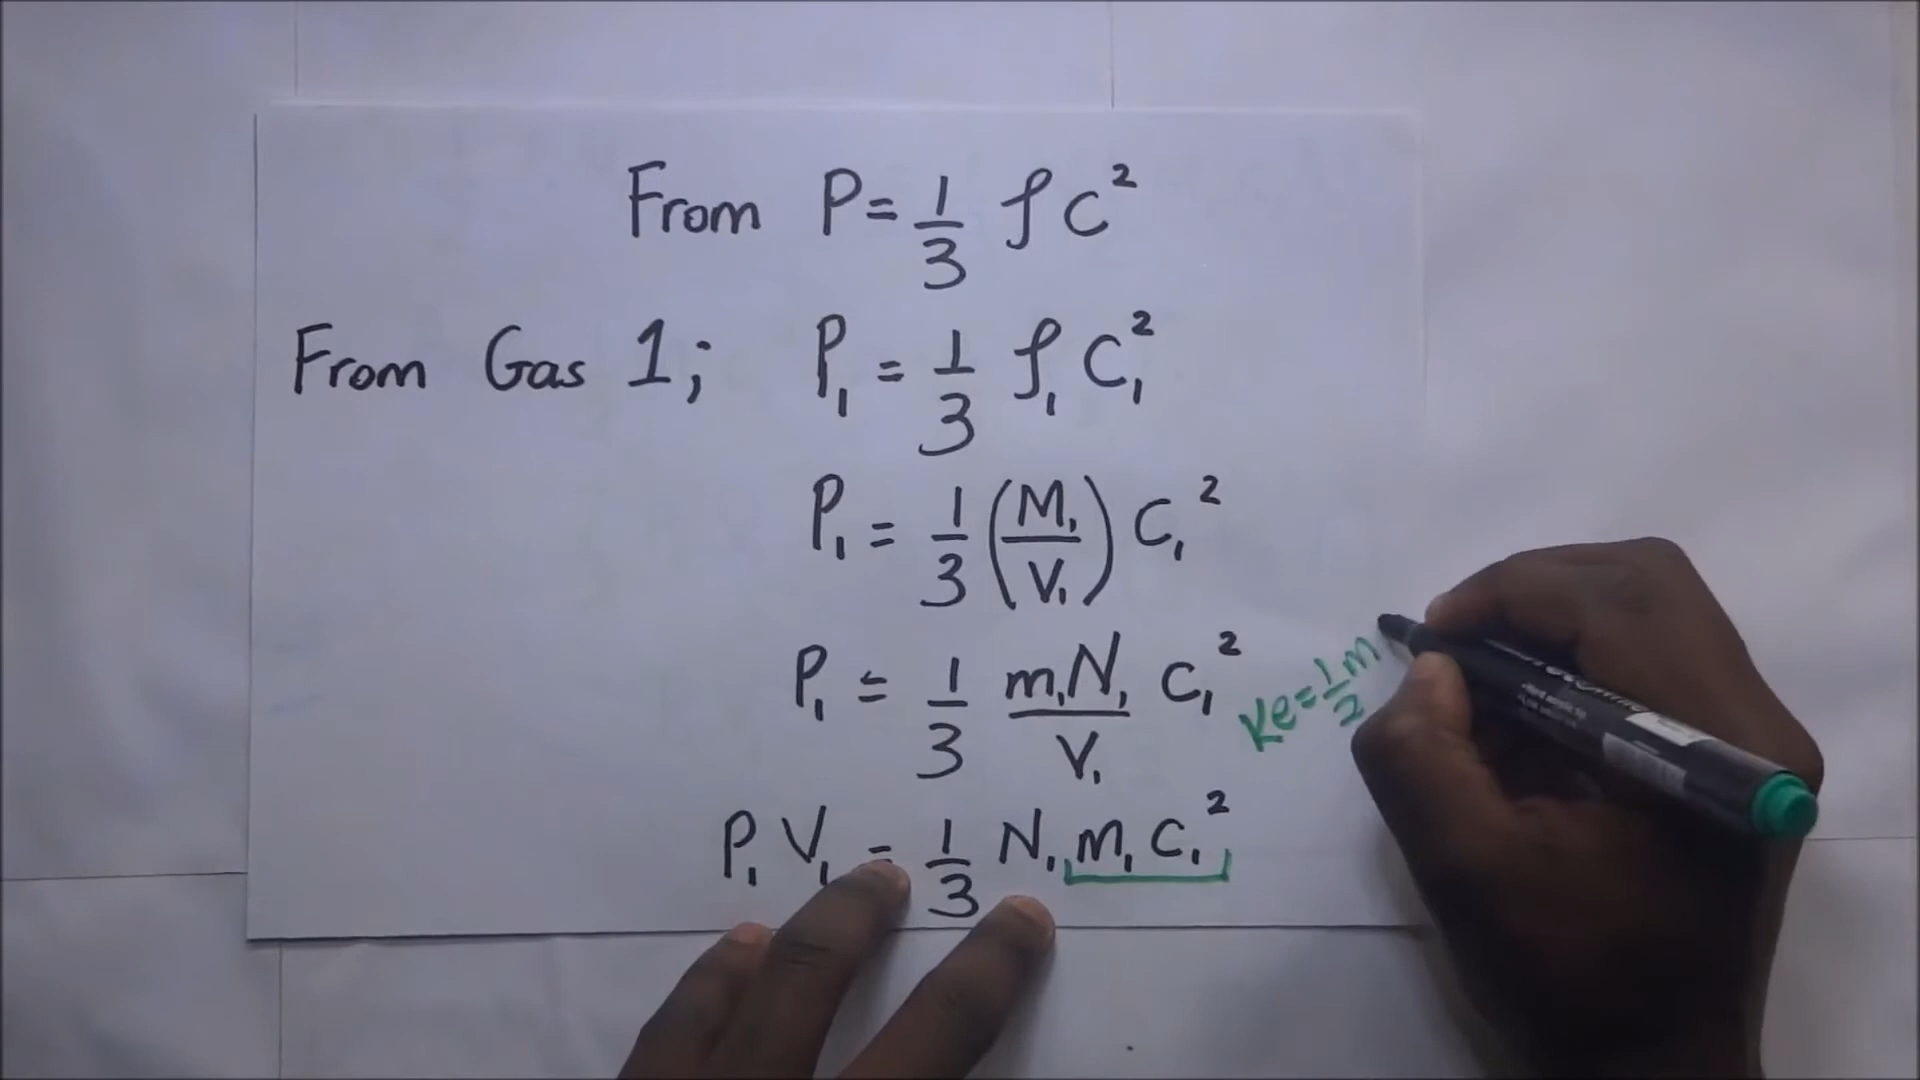 From P = 1/3 ρ C²
From Gas 1; P₁ = 1/3 ρ₁ C₁²
P₁ = 1/3 (M₁/V₁) C₁²
P₁ = 1/3 m₁N₁/V₁ C₁²
Ke = 1/2 m
P₁ V₁ = 1/3 N₁ m₁ C₁²